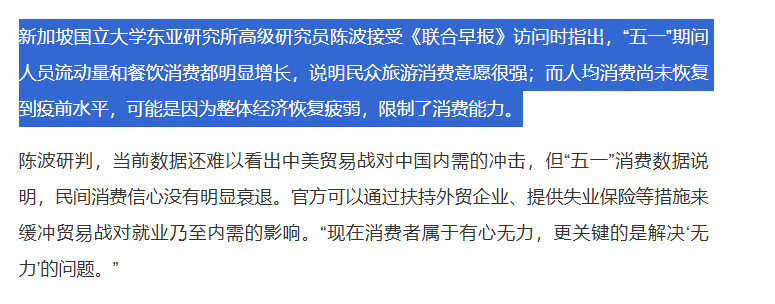 新加坡国立大学东亚研究所高级研究员陈波接受《联合早报》访问时指出，“五一”期间
人员流动量和餐饮消费都明显增长，说明民众旅游消费意愿很强；而人均消费尚未恢复
到疫前水平，可能是因为整体经济恢复疲弱，限制了消费能力。
陈波研判，当前数据还难以看出中美贸易战对中国内需的冲击，但“五一”消费数据说
明，民间消费信心没有明显衰退。官方可以通过扶持外贸企业、提供失业保险等措施来
缓冲贸易战对就业乃至内需的影响。“现在消费者属于有心无力，更关键的是解决‘无
力’的问题。”